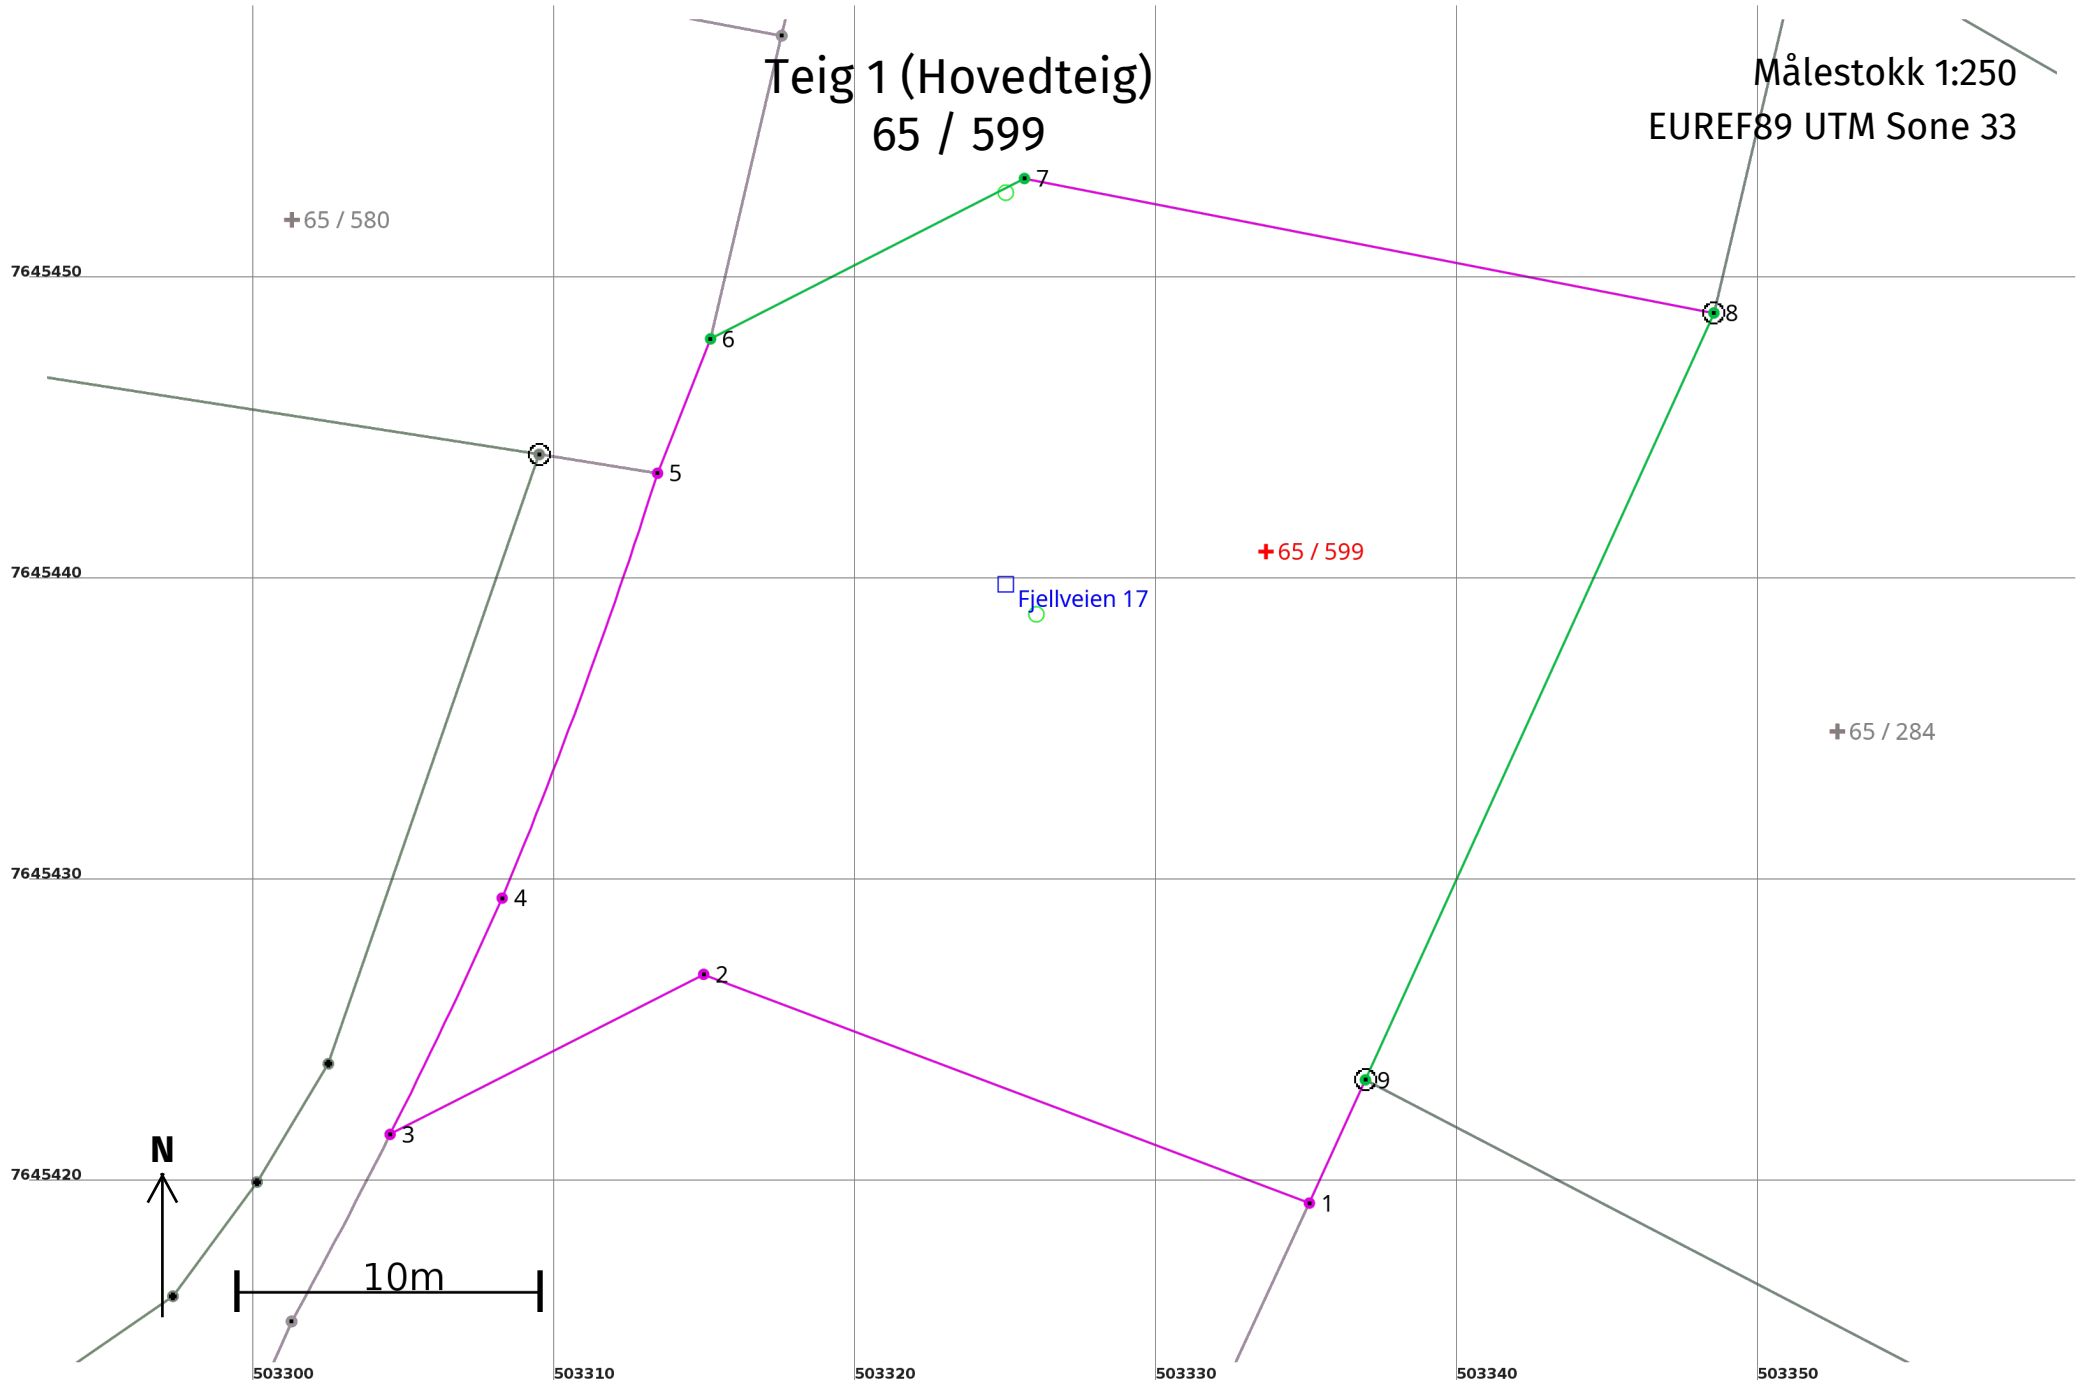 Teig 1 (Hovedteig)
65 / 599
Målestokk 1:250
EUREF89 UTM Sone 33
7
65 / 580
7645450
8
6
5
65 / 599
7645440
Fjellveien 17
65 / 284
7645430
4
2
9
3
N
7645420
1
10m
503300
503310
503320
503330
503340
503350